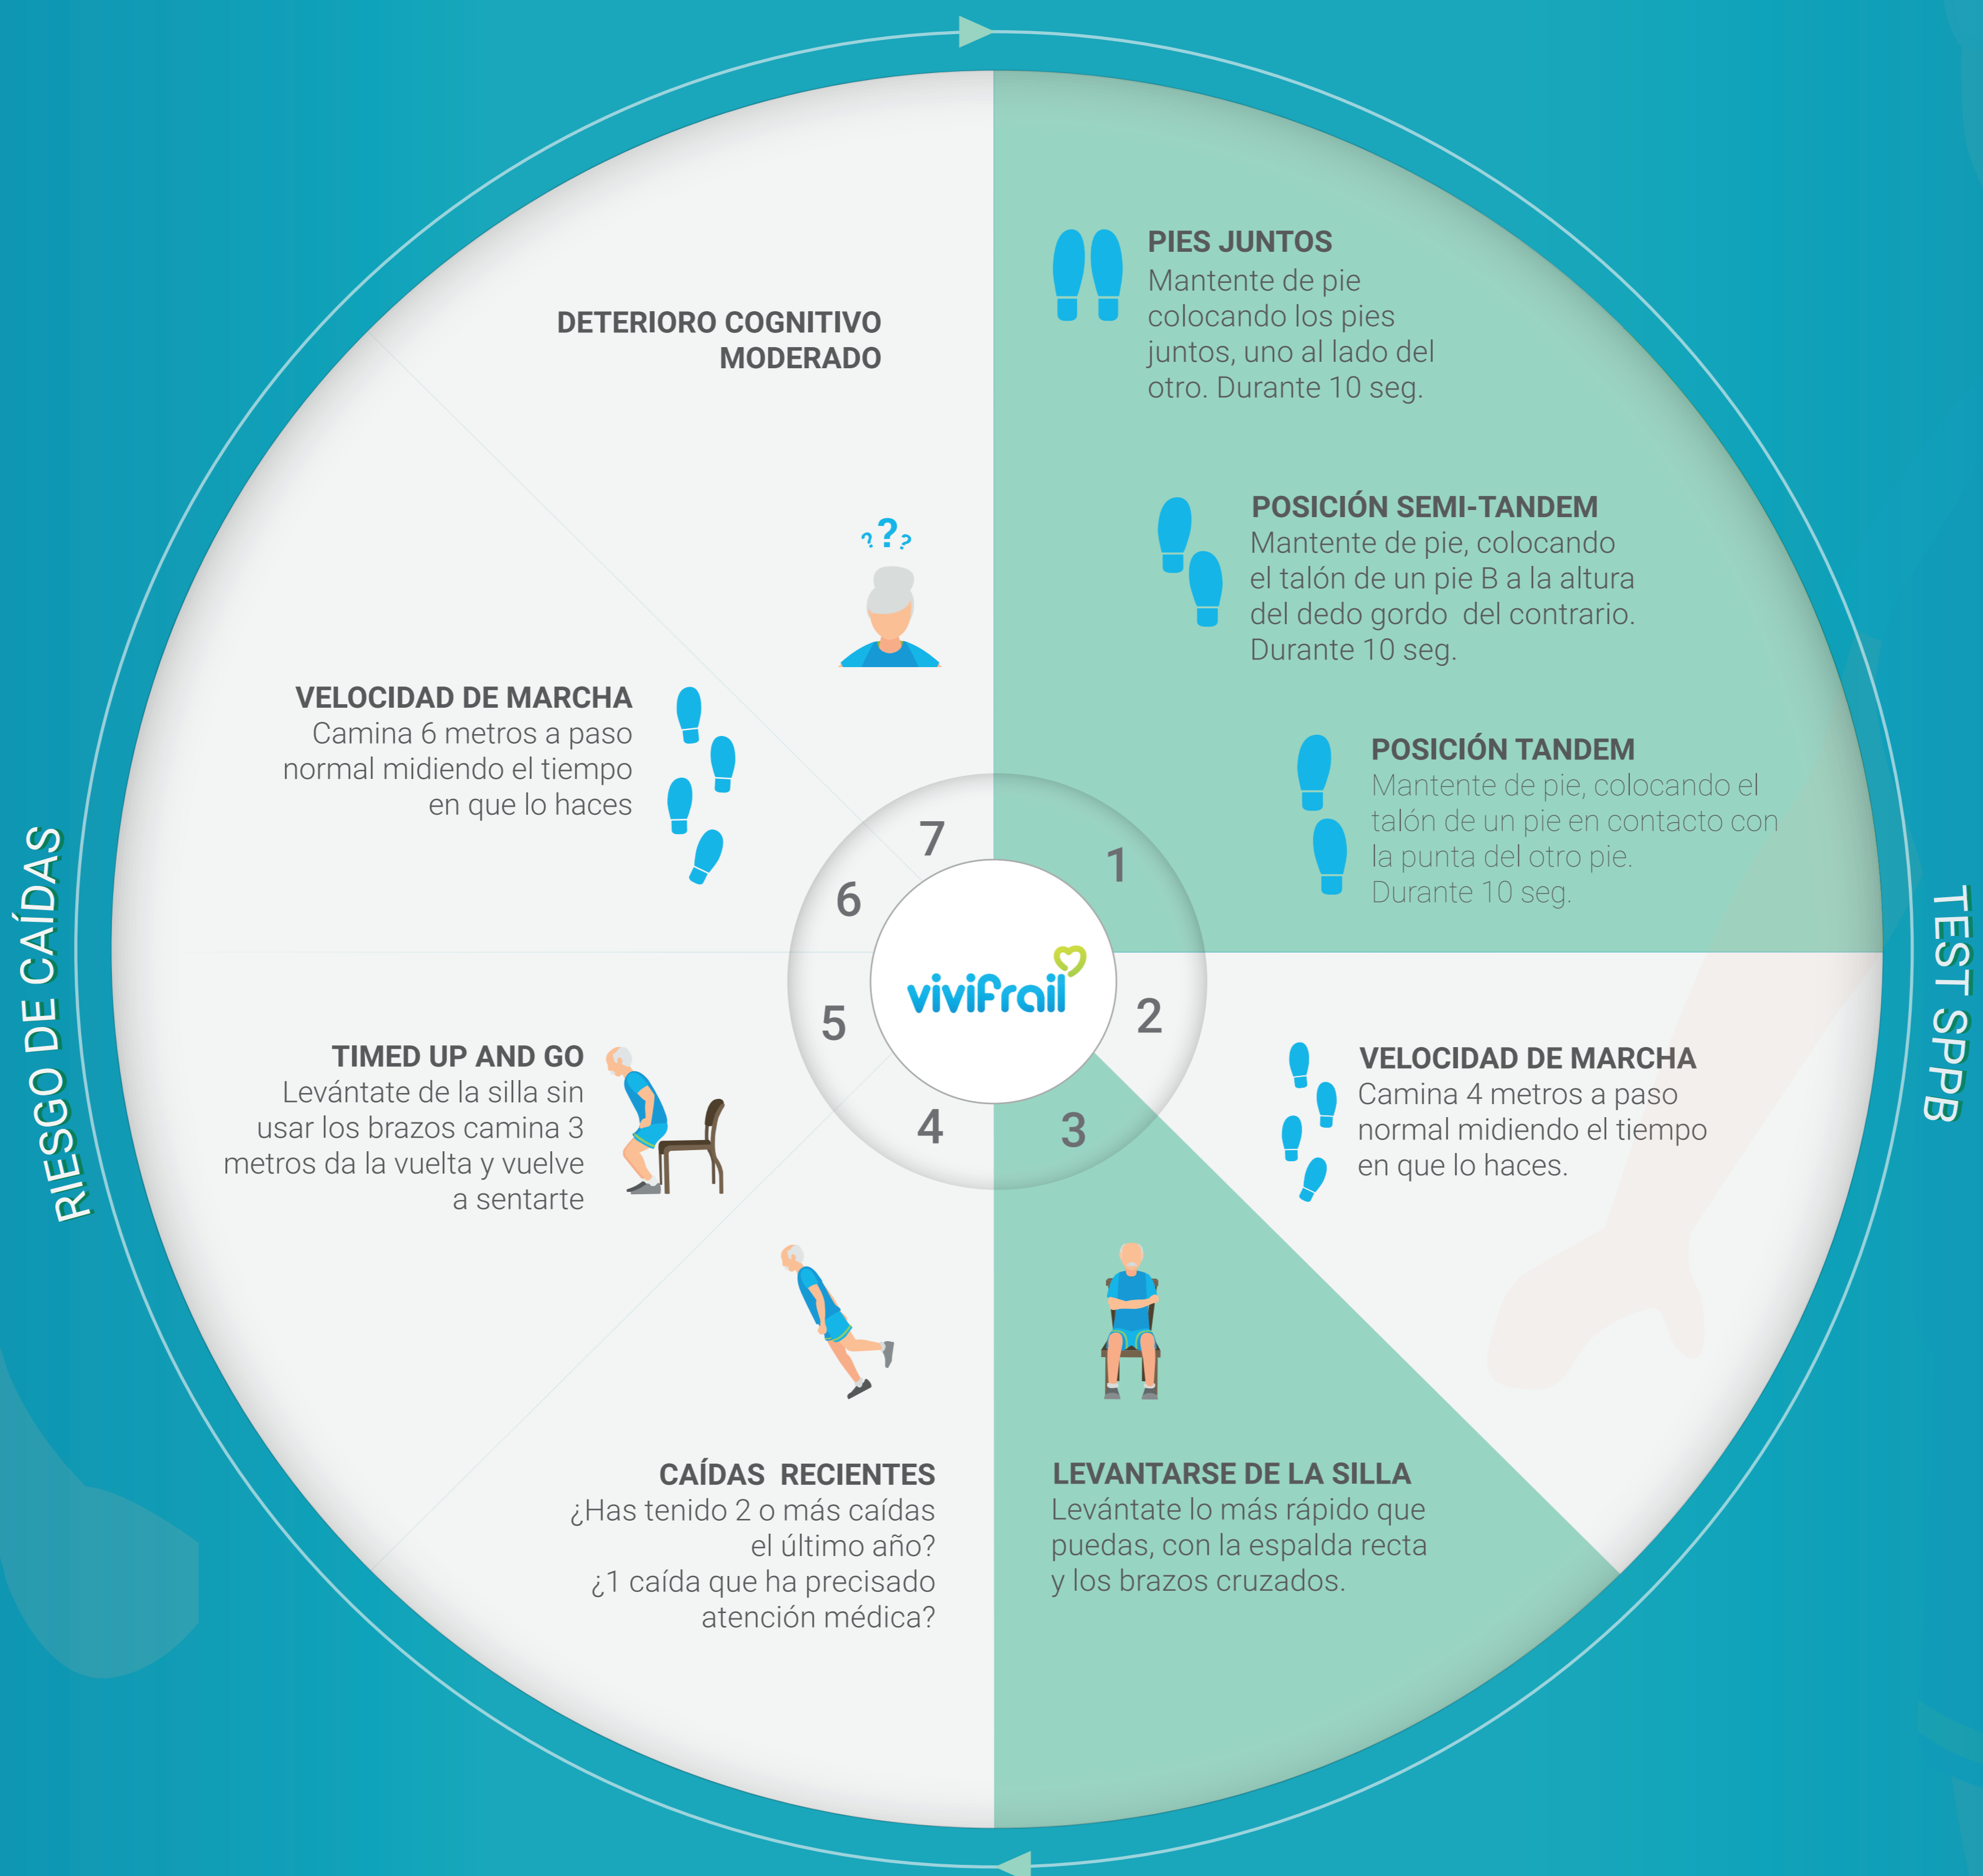 PIES JUNTOS
Mantente de pie
colocando los pies
juntos, uno al lado del
otro. Durante 10 seg.
POSICIÓN SEMI-TANDEM
Mantente de pie, colocando
el talón de un pie B a la altura
del dedo gordo del contrario.
Durante 10 seg.
POSICIÓN TANDEM
Mantente de pie, colocando el
talón de un pie en contacto con
la punta del otro pie.
Durante 10 seg.
1
TEST SPPB
2
VELOCIDAD DE MARCHA
Camina 4 metros a paso
normal midiendo el tiempo
en que lo haces.
3
LEVANTARSE DE LA SILLA
Levántate lo más rápido que
puedas, con la espalda recta
y los brazos cruzados.
4
CAÍDAS RECIENTES
¿Has tenido 2 o más caídas
el último año?
¿1 caída que ha precisado
atención médica?
5
TIMED UP AND GO
Levántate de la silla sin
usar los brazos camina 3
metros da la vuelta y vuelve
a sentarte
RIESGO DE CAÍDAS
6
VELOCIDAD DE MARCHA
Camina 6 metros a paso
normal midiendo el tiempo
en que lo haces
7
DETERIORO COGNITIVO
MODERADO
???
vivifrail